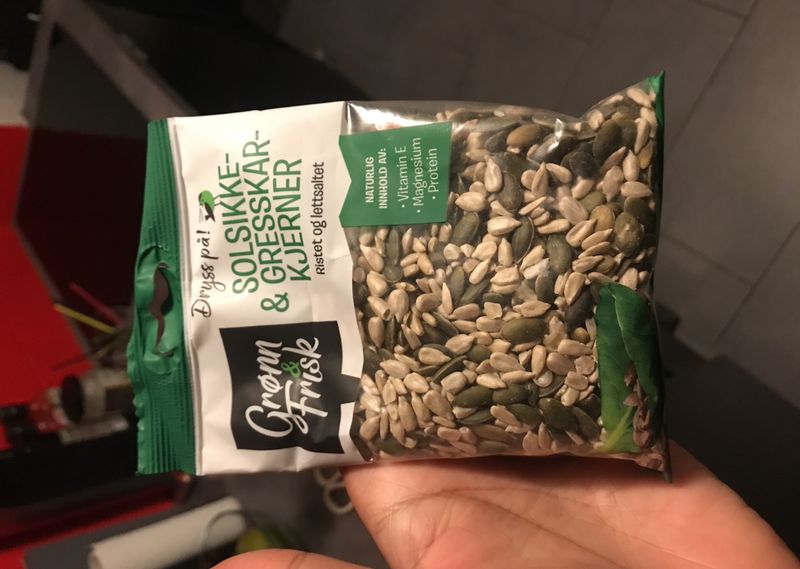 Grønn
&
Frisk
Dryss på!
SOLSIKKE-
& GRESSKAR-
KJERNER
Ristet og lettsaltet
NATURLIG
INNHOLD AV:
• Vitamin E
• Magnesium
• Protein